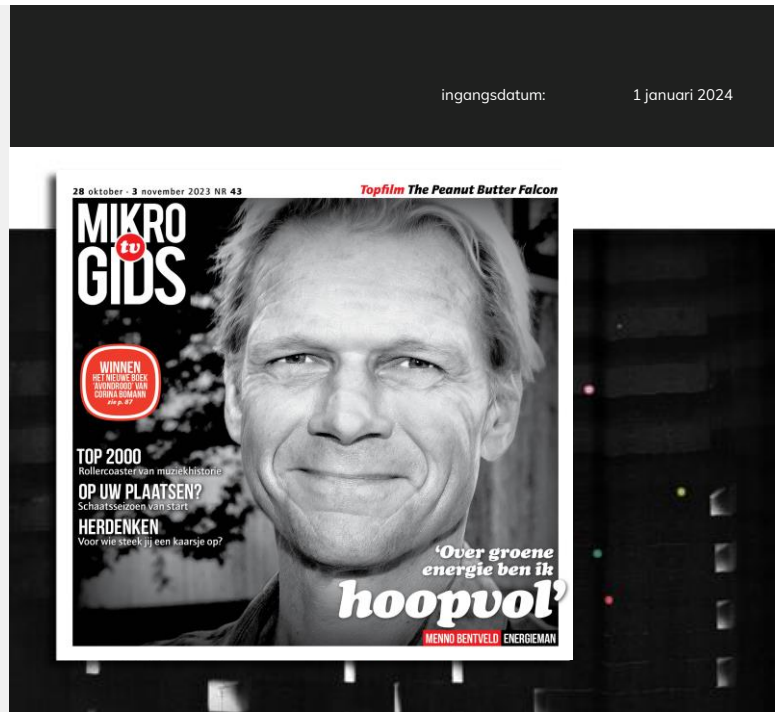 ingangsdatum: 1 januari 2024
28 oktober - 3 november 2023 NR 43
Topfilm The Peanut Butter Falcon
MIKRO
tv
GIDS
WINNEN
HET NIEUWE BOEK
'AVONDROOD' VAN
CORINA BOMANN
zie p. 87
TOP 2000
Rollercoaster van muziekhistorie
OP UW PLAATSEN?
Schaatsseizoen van start
HERDENKEN
Voor wie steek jij een kaarsje op?
'Over groene
energie ben ik
hoopvol'
MENNO BENTVELD ENERGIEMAN